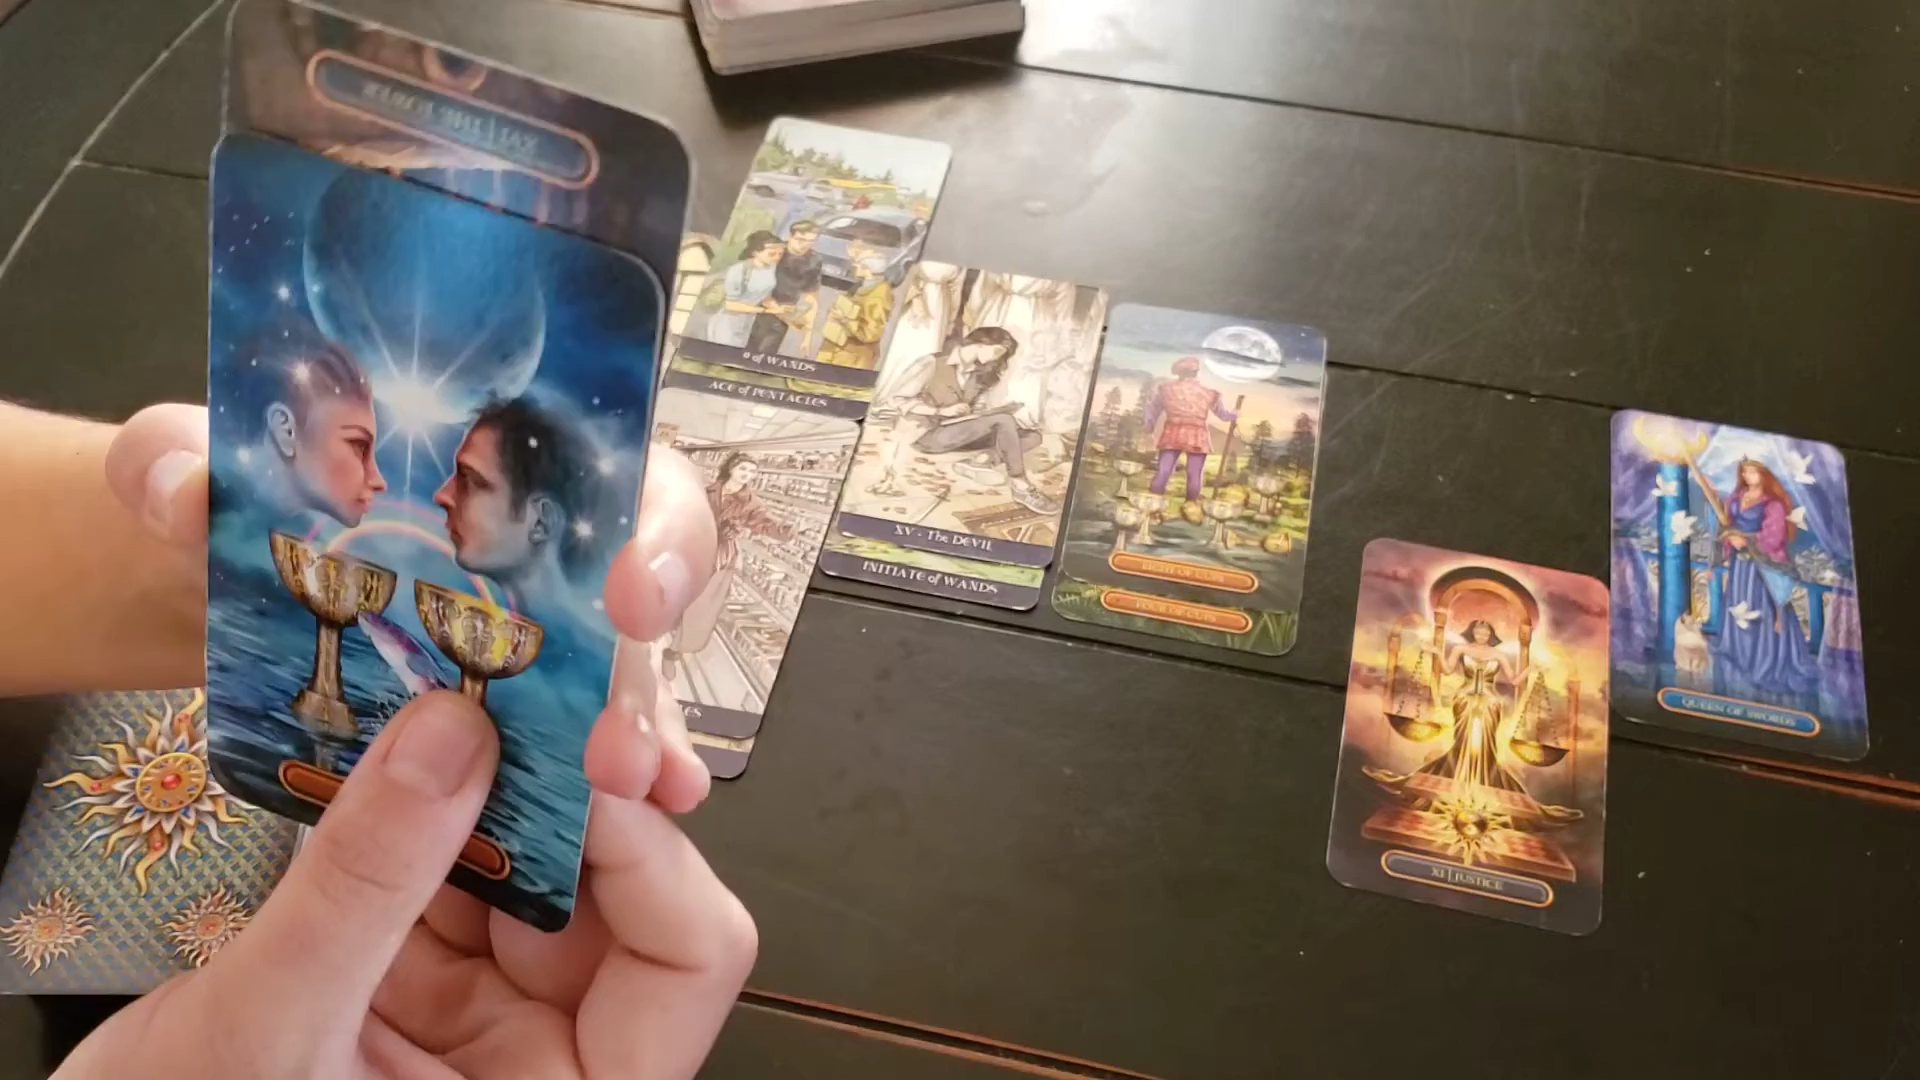 ACE of PENTACLES
XV - The DEVIL
INITIATE of WANDS
EIGHT OF CUPS
FOUR OF CUPS
XI | JUSTICE
QUEEN OF SWORDS
of WANDS